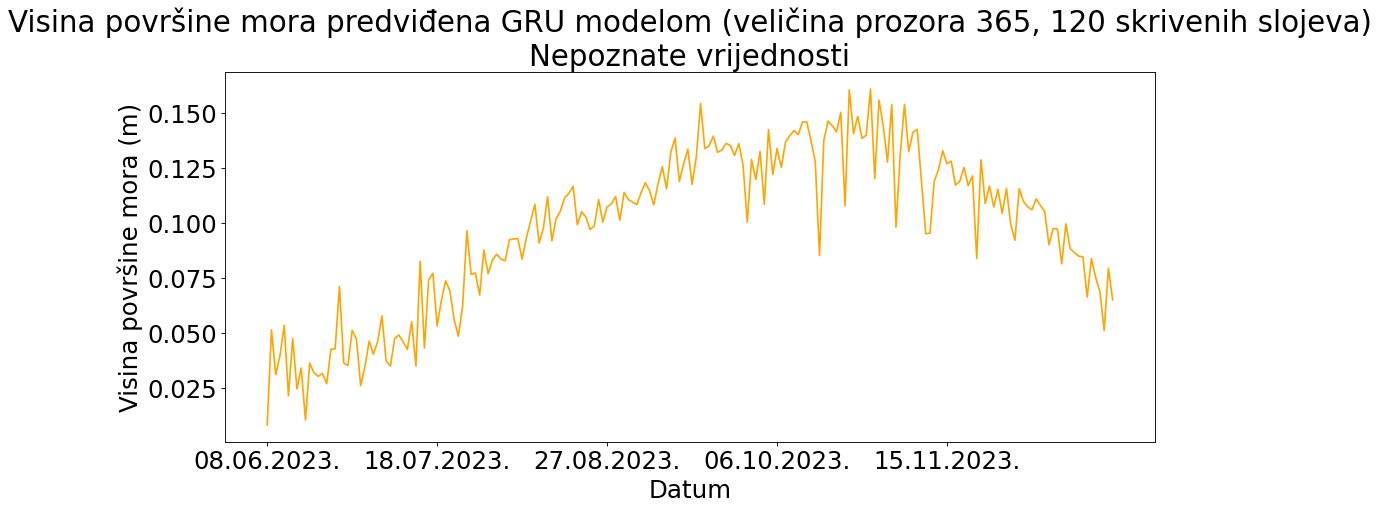 Visina površine mora predviđena GRU modelom (veličina prozora 365, 120 skrivenih slojeva)
Nepoznate vrijednosti
Visina površine mora (m)
0.150
0.125
0.100
0.075
0.050
0.025
08.06.2023. 18.07.2023. 27.08.2023. 06.10.2023. 15.11.2023.
Datum